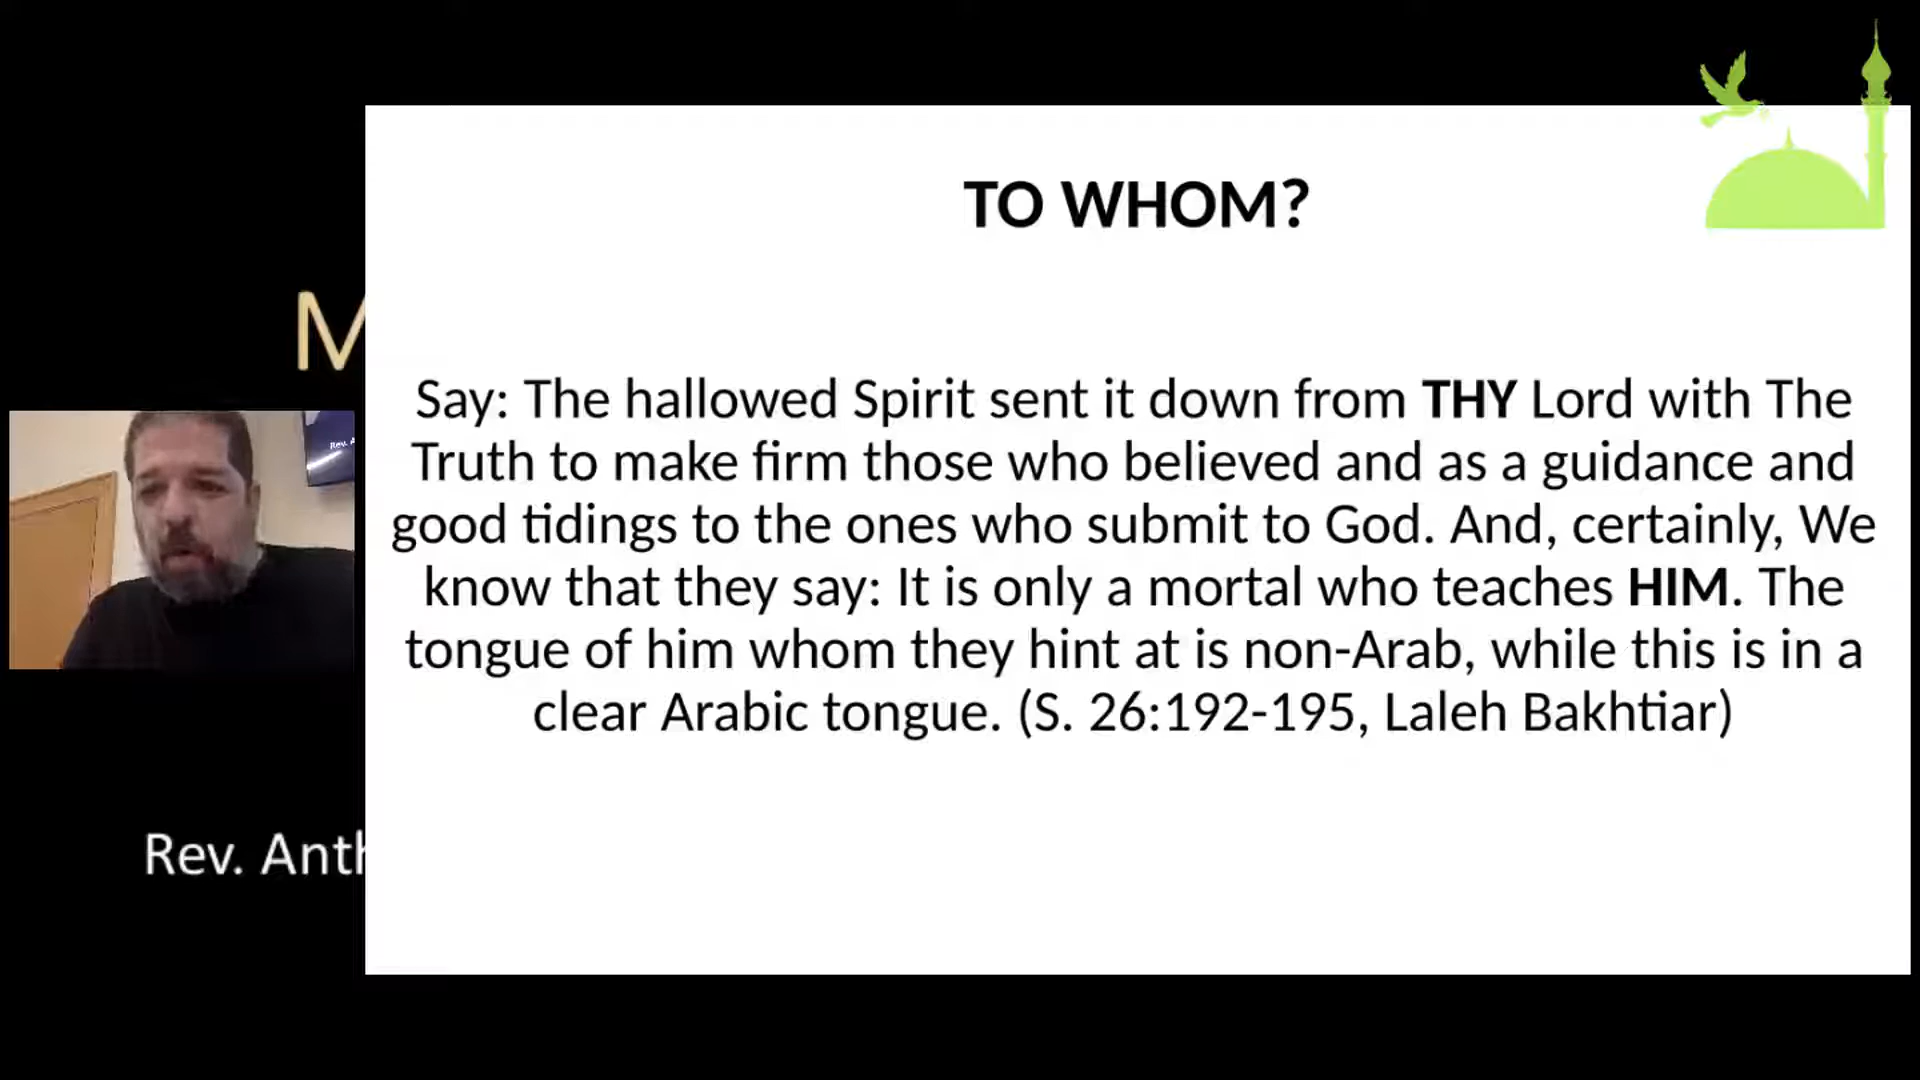 TO WHOM?
M
Rev. A
Say: The hallowed Spirit sent it down from THY Lord with The
Truth to make firm those who believed and as a guidance and
good tidings to the ones who submit to God. And, certainly, We
know that they say: It is only a mortal who teaches HIM. The
tongue of him whom they hint at is non-Arab, while this is in a
clear Arabic tongue. (S. 26:192-195, Laleh Bakhtiar)
Rev. Anth